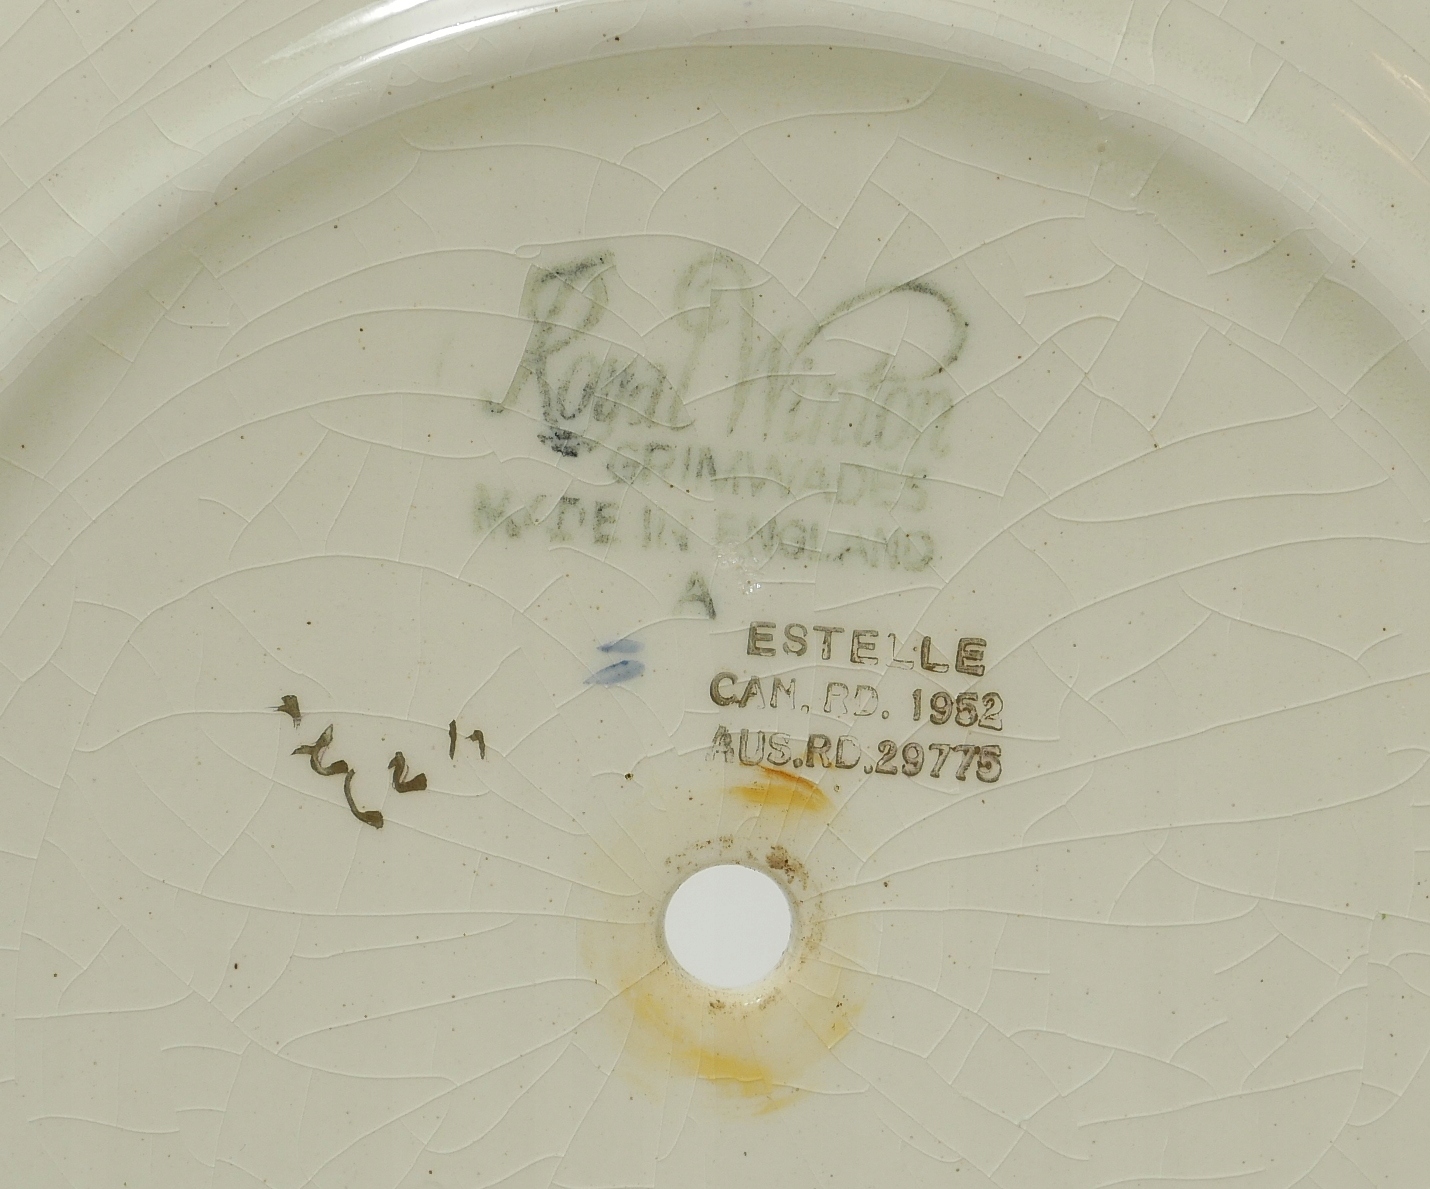 Royal Winton
GRIMWADES
MADE IN ENGLAND
A
ESTELLE
CAN. RD. 1952
AUS.RD.29775